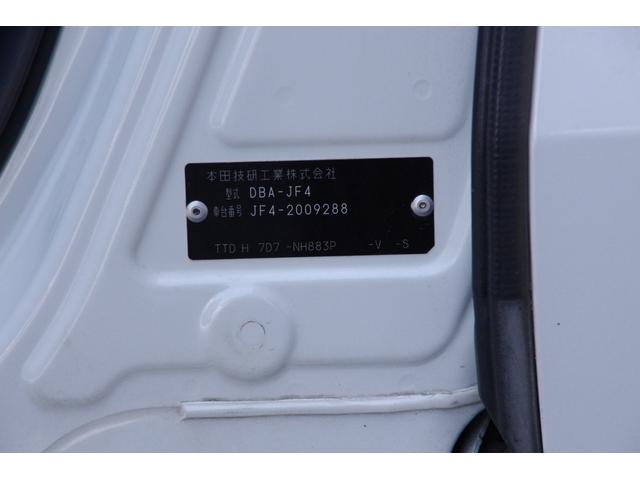 本田技研工業株式会社
型式 DBA-JF4
車台番号 JF4-2009288
TTD H 7D7 -NH883P -V -S